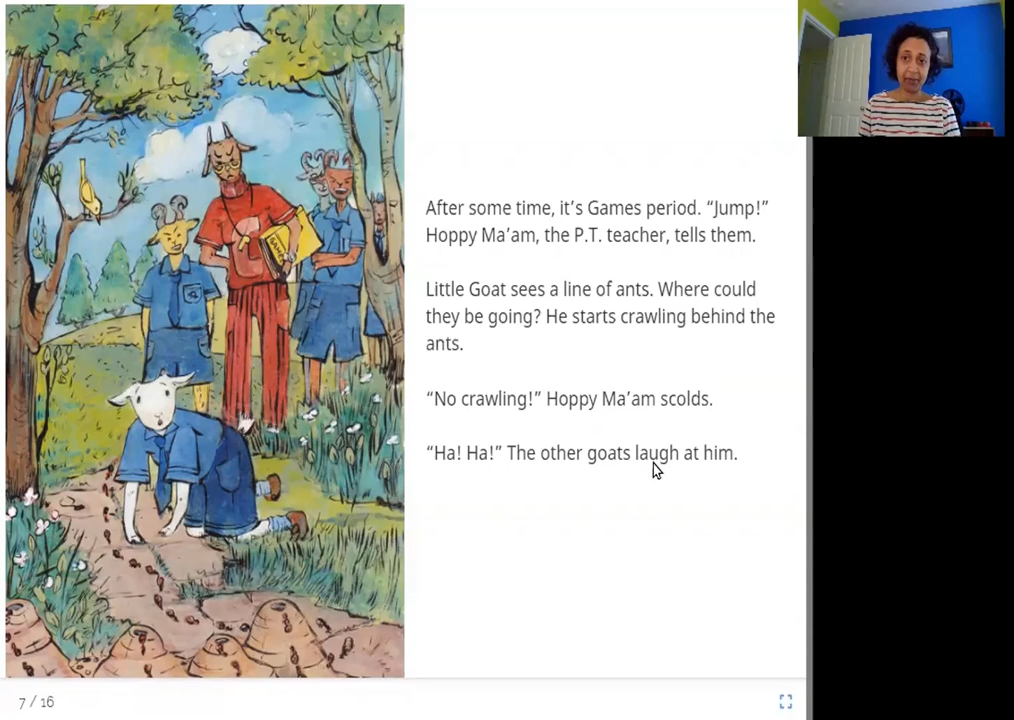 After some time, it’s Games period. “Jump!”
Hoppy Ma’am, the P.T. teacher, tells them.
Little Goat sees a line of ants. Where could
they be going? He starts crawling behind the
ants.
“No crawling!” Hoppy Ma’am scolds.
“Ha! Ha!” The other goats laugh at him.
7 / 16